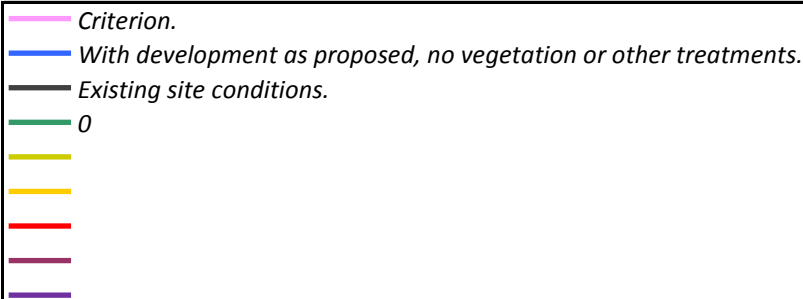 Criterion.
With development as proposed, no vegetation or other treatments.
Existing site conditions.
0